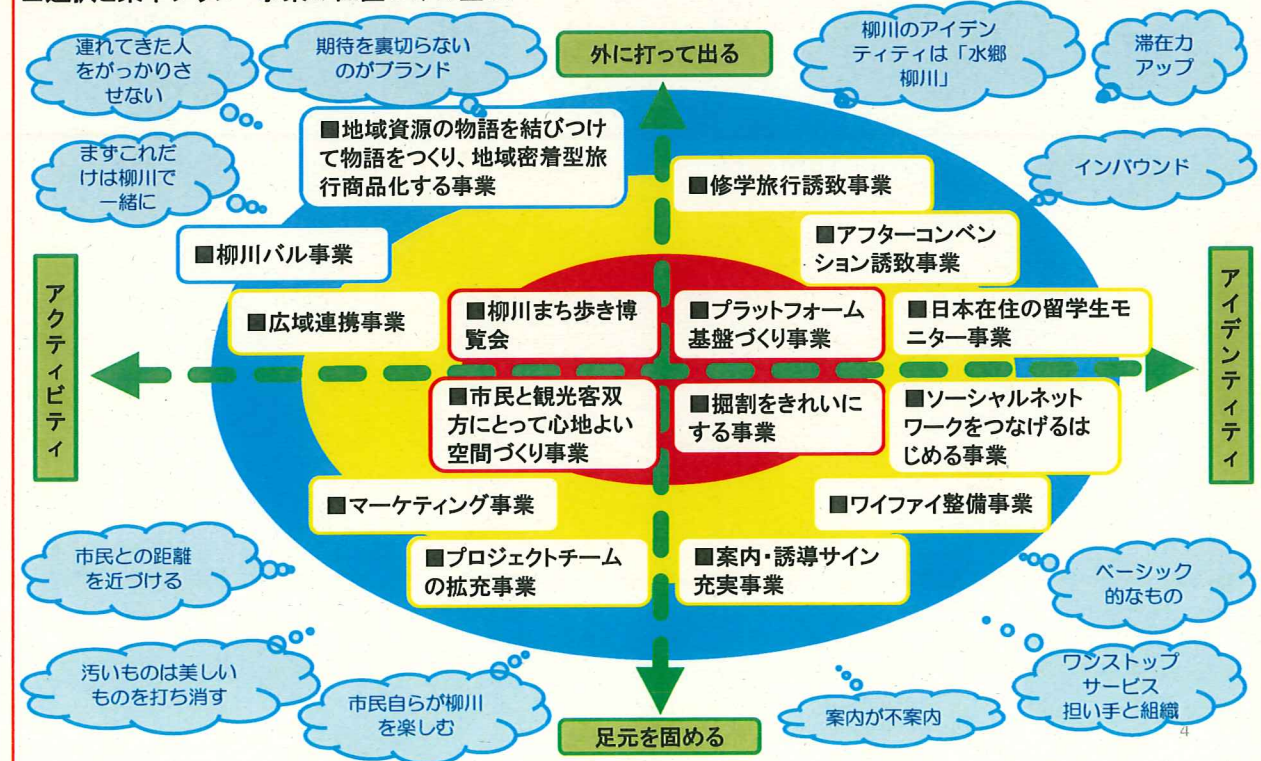 外に打って出る
連れてきた人
をがっかりさ
せない
期待を裏切らない
のがブランド
柳川のアイデン
ティティは「水郷
柳川」
滞在力
アップ
まずこれだ
けは柳川で
一緒に
インバウンド
■地域資源の物語を結びつけ
て物語をつくり、地域密着型旅
行商品化する事業
■修学旅行誘致事業
■柳川バル事業
■アフターコンベン
ション誘致事業
アクティビティ
アイデンティティ
■広域連携事業
■柳川まち歩き博
覧会
■プラットフォーム
基盤づくり事業
■日本在住の留学生モ
ニター事業
■市民と観光客双
方にとって心地よい
空間づくり事業
■掘割をきれいに
する事業
■ソーシャルネット
ワークをつなげるは
じめる事業
■マーケティング事業
■ワイファイ整備事業
■プロジェクトチーム
の拡充事業
■案内・誘導サイン
充実事業
市民との距離
を近づける
ベーシック
的なもの
汚いものは美しい
ものを打ち消す
市民自らが柳川
を楽しむ
案内が不案内
ワンストップ
サービス
担い手と組織
足元を固める
4